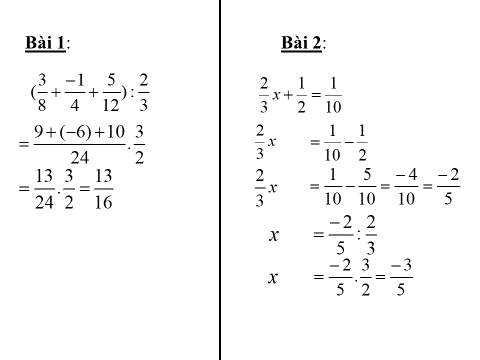 Bài 1:
(3/8 + -1/4 + 5/12) : 2/3
= 9+(-6)+10/24 . 3/2
= 13/24 . 3/2 = 13/16
Bài 2:
2/3 x + 1/2 = 1/10
2/3 x = 1/10 - 1/2
2/3 x = 1/10 - 5/10 = -4/10 = -2/5
x = -2/5 : 2/3
x = -2/5 . 3/2 = -3/5